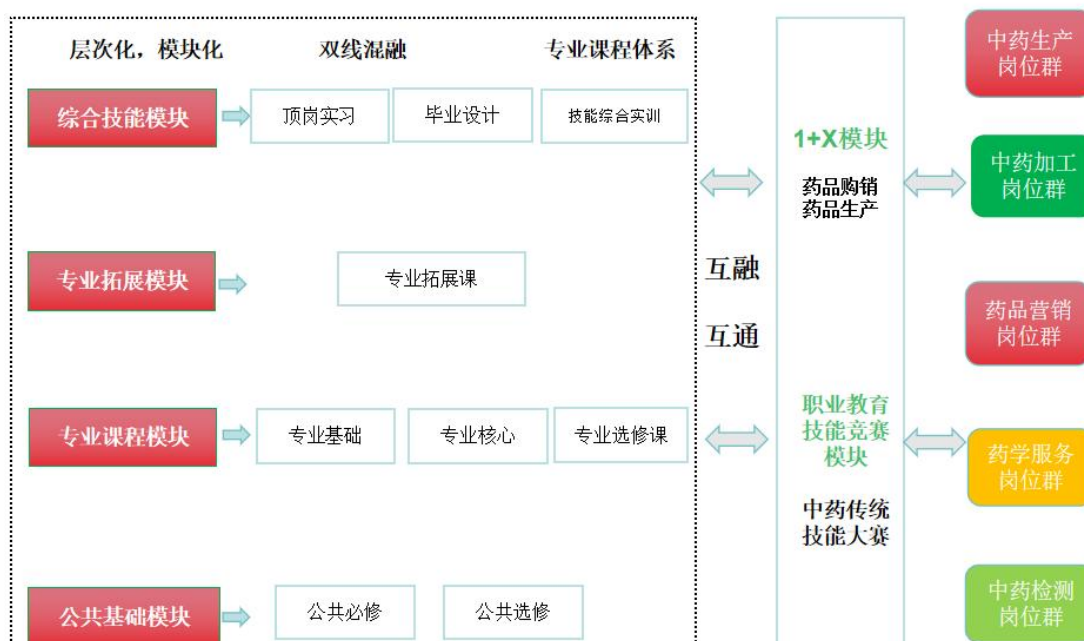 层次化，模块化
双线混融
专业课程体系
综合技能模块
顶岗实习
毕业设计
技能综合实训
专业拓展模块
专业拓展课
专业课程模块
专业基础
专业核心
专业选修课
公共基础模块
公共必修
公共选修
互融
互通
1+X模块
药品购销
药品生产
职业教育
技能竞赛
模块
中药传统
技能大赛
中药生产
岗位群
中药加工
岗位群
药品营销
岗位群
药学服务
岗位群
中药检测
岗位群